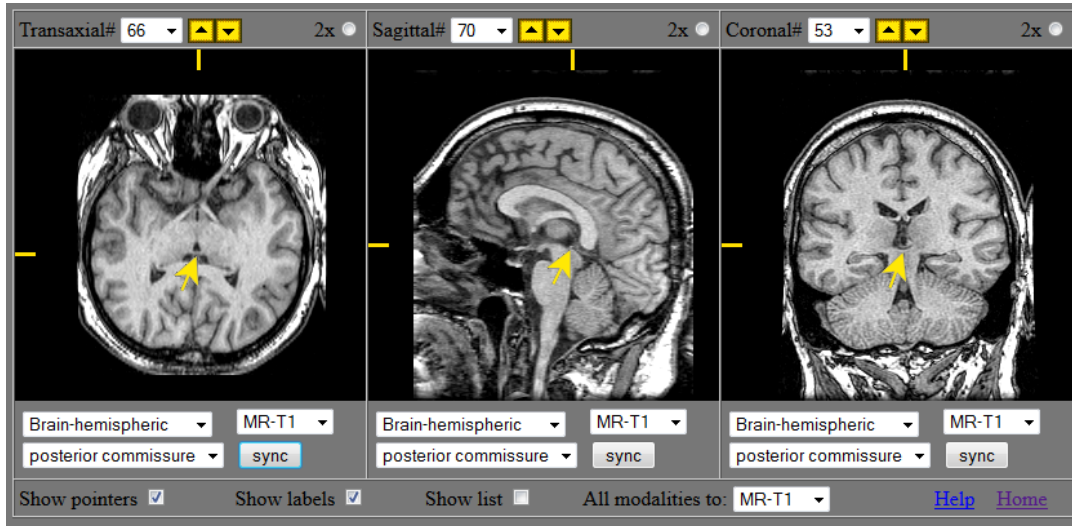 Transaxial# 66 2x Sagittal# 70 2x Coronal# 53 2x
Brain-hemispheric MR-T1 Brain-hemispheric MR-T1 Brain-hemispheric MR-T1
posterior commissure sync posterior commissure sync posterior commissure sync
Show pointers Show labels Show list All modalities to: MR-T1 Help Home